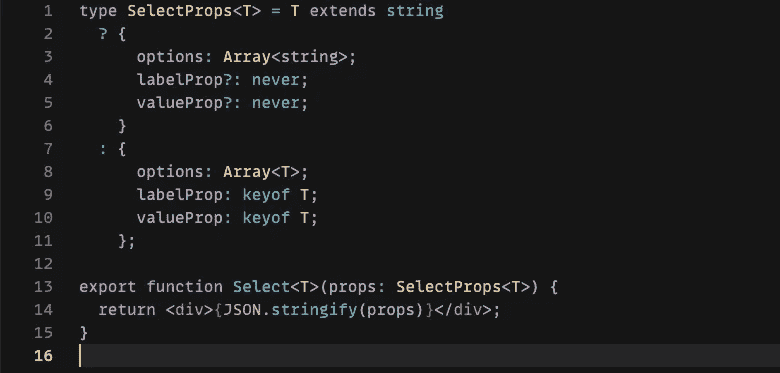 1 type SelectProps<T> = T extends string
2   ? {
3       options: Array<string>;
4       labelProp?: never;
5       valueProp?: never;
6     }
7   : {
8       options: Array<T>;
9       labelProp: keyof T;
10       valueProp: keyof T;
11     };
12
13 export function Select<T>(props: SelectProps<T>) {
14   return <div>{JSON.stringify(props)}</div>;
15 }
16